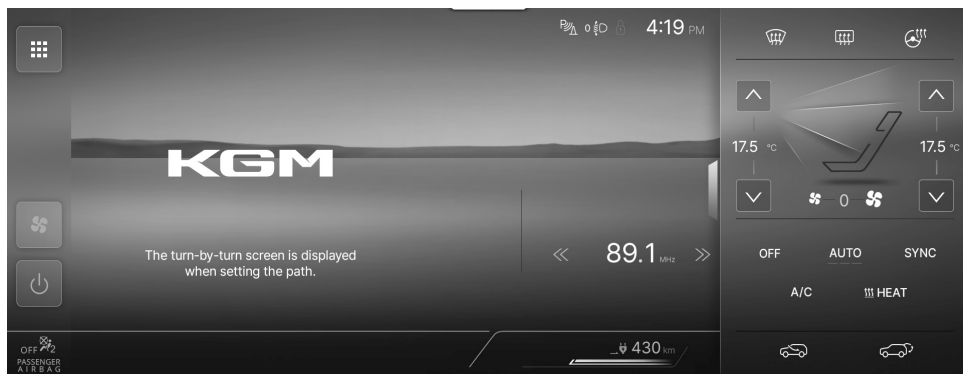 4:19 PM
KGM
The turn-by-turn screen is displayed
when setting the path.
89.1 MHz
OFF 2
PASSENGER
AIRBAG
430 km
17.5 °C
17.5 °C
0
OFF AUTO SYNC
A/C HEAT